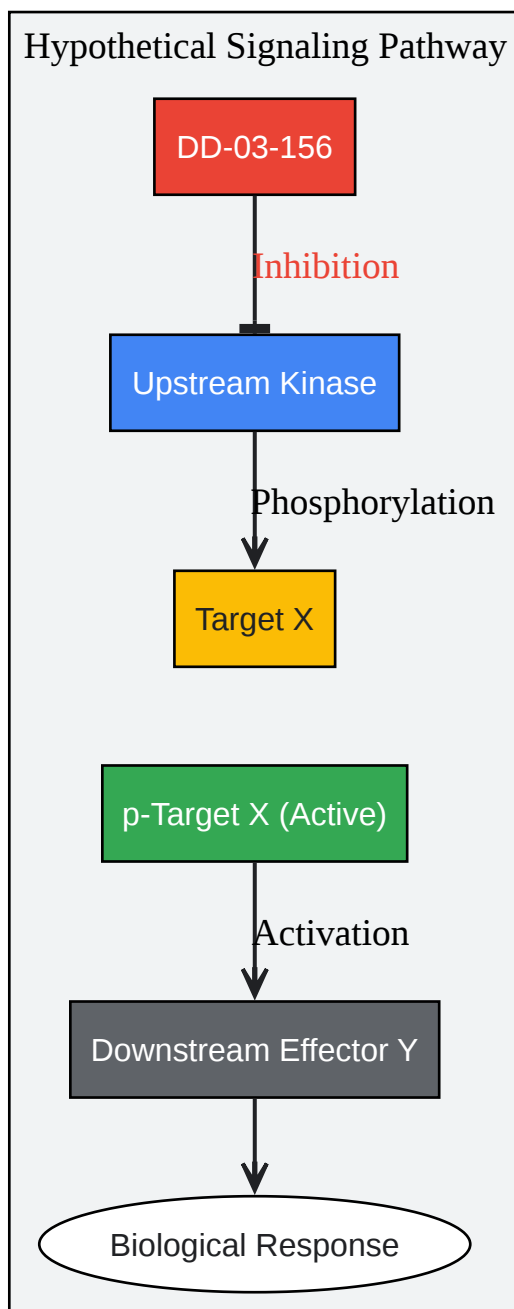 Hypothetical Signaling Pathway
DD-03-156
Inhibition
Upstream Kinase
Phosphorylation
Target X
p-Target X (Active)
Activation
Downstream Effector Y
Biological Response